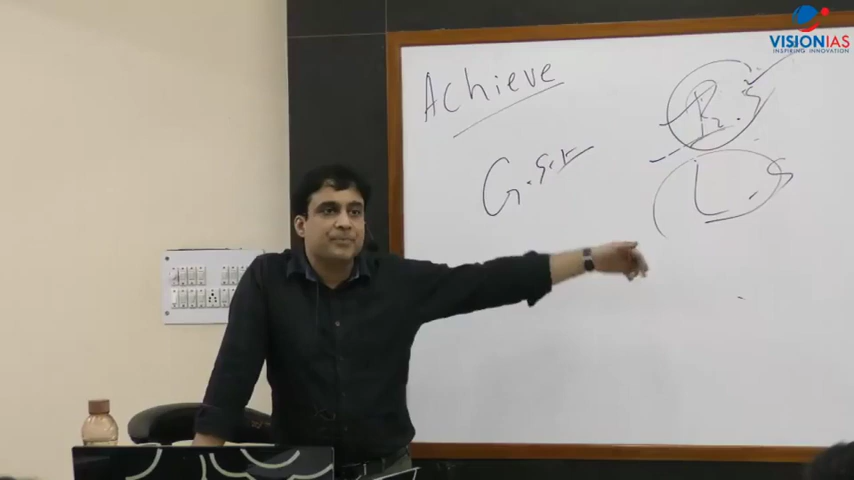 VISIONIAS
INSPIRING INNOVATION
Achieve
R.S
G.S.T
L.S